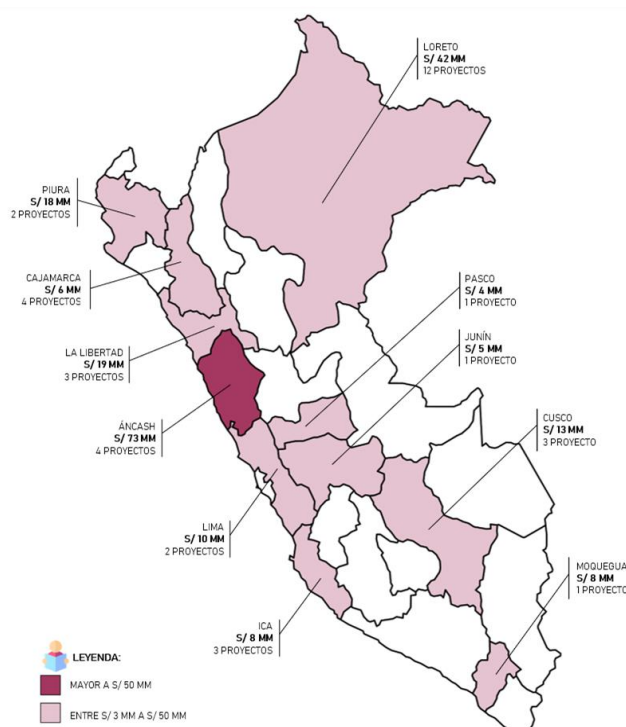 LORETO
S/ 42 MM
12 PROYECTOS
PIURA
S/ 18 MM
2 PROYECTOS
CAJAMARCA
S/ 6 MM
4 PROYECTOS
PASCO
S/ 4 MM
1 PROYECTO
JUNÍN
S/ 5 MM
1 PROYECTO
LA LIBERTAD
S/ 19 MM
3 PROYECTOS
ÁNCASH
S/ 73 MM
4 PROYECTOS
CUSCO
S/ 13 MM
3 PROYECTO
LIMA
S/ 10 MM
2 PROYECTOS
MOQUEGUA
S/ 8 MM
1 PROYECTO
ICA
S/ 8 MM
3 PROYECTOS
LEYENDA:
MAYOR A S/ 50 MM
ENTRE S/ 3 MM A S/ 50 MM